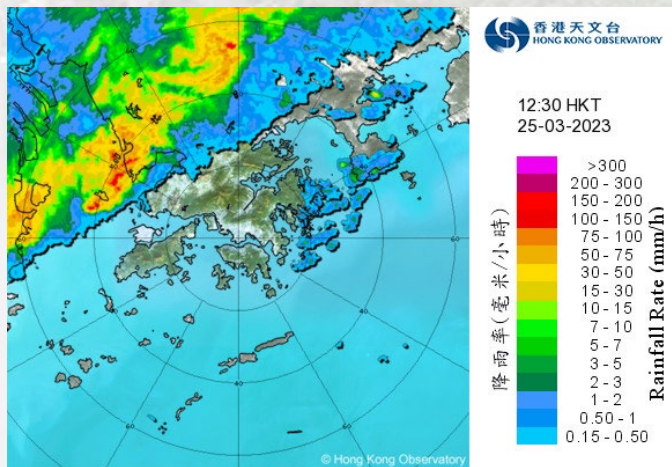 香港天文台
HONG KONG OBSERVATORY
12:30 HKT
25-03-2023
降雨率(毫米/小時)
Rainfall Rate (mm/h)
>300
200 - 300
150 - 200
100 - 150
75 - 100
50 - 75
30 - 50
15 - 30
10 - 15
7 - 10
5 - 7
3 - 5
2 - 3
1 - 2
0.50 - 1
0.15 - 0.50
© Hong Kong Observatory